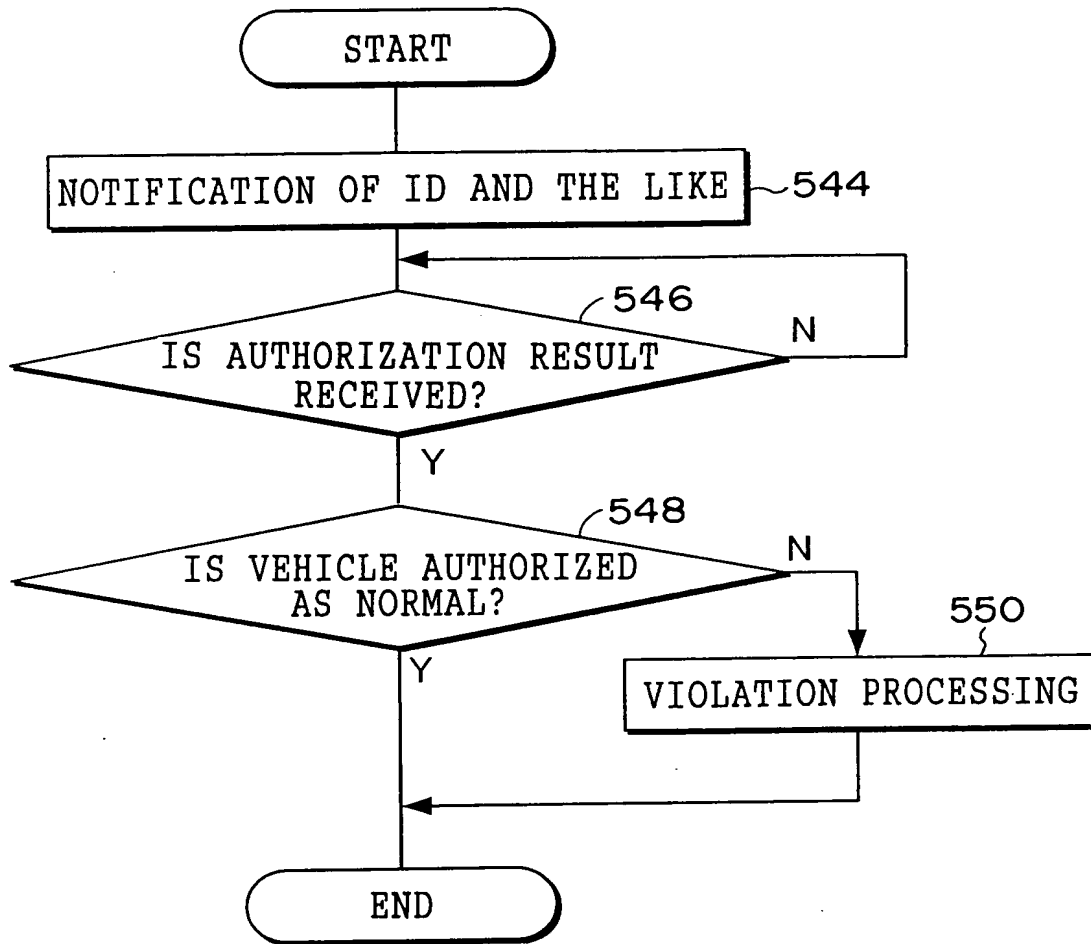 START
NOTIFICATION OF ID AND THE LIKE
544
546
N
IS AUTHORIZATION RESULT
RECEIVED?
Y
548
N
IS VEHICLE AUTHORIZED
AS NORMAL?
550
Y
VIOLATION PROCESSING
END